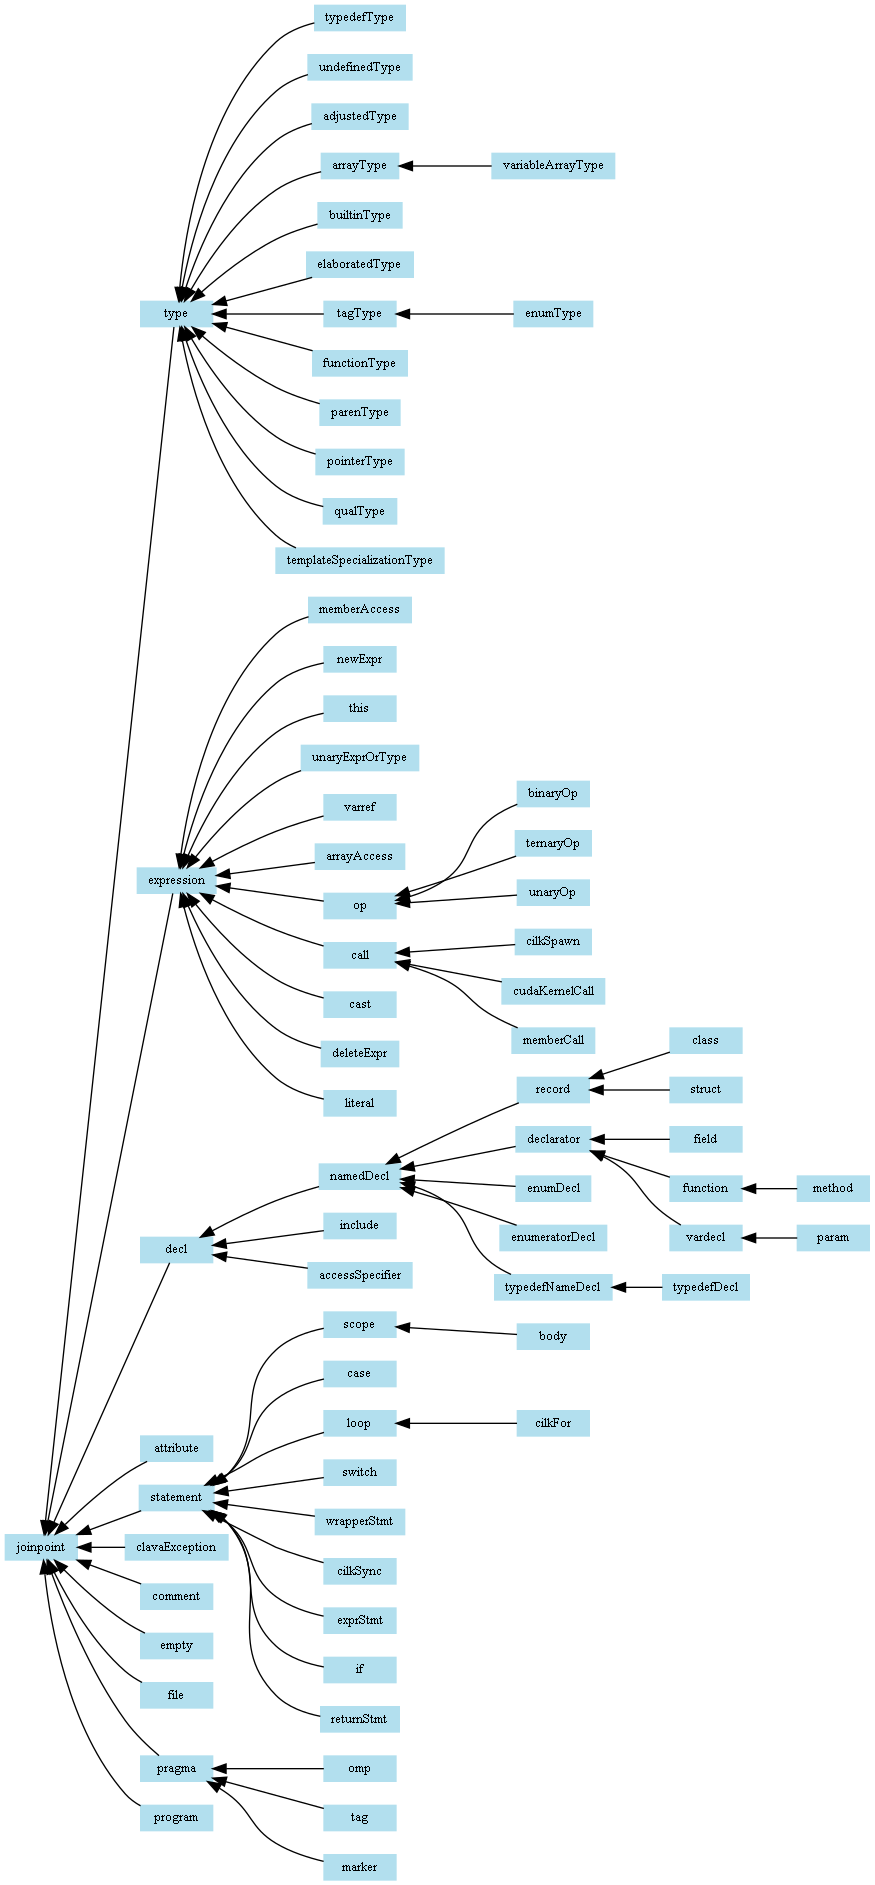 typedefType
undefinedType
adjustedType
arrayType
variableArrayType
builtinType
elaboratedType
type
tagType
enumType
functionType
parenType
pointerType
qualType
templateSpecializationType
memberAccess
newExpr
this
unaryExprOrType
binaryOp
varref
ternaryOp
arrayAccess
expression
unaryOp
op
cilkSpawn
call
cudaKernelCall
cast
memberCall
class
deleteExpr
record
struct
literal
declarator
field
namedDecl
enumDecl
function
method
include
enumeratorDecl
vardecl
param
decl
accessSpecifier
typedefNameDecl
typedefDecl
scope
body
case
loop
cilkFor
attribute
switch
statement
wrapperStmt
joinpoint
clavaException
cilkSync
comment
exprStmt
empty
if
file
returnStmt
pragma
omp
program
tag
marker